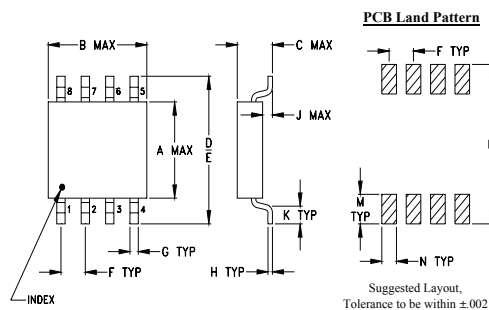 PCB Land Pattern
B MAX
C MAX
F TYP
8 7 6 5
J MAX
A MAX
D
E
K TYP
M
TYP
1 2 3 4
G TYP
F TYP
H TYP
N TYP
INDEX
Suggested Layout,
Tolerance to be within ±.002